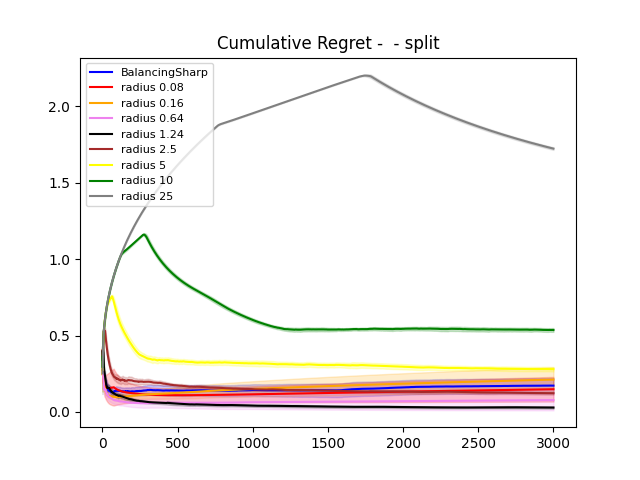 Cumulative Regret -  - split
BalancingSharp
radius 0.08
radius 0.16
radius 0.64
radius 1.24
radius 2.5
radius 5
radius 10
radius 25
2.0
1.5
1.0
0.5
0.0
0 500 1000 1500 2000 2500 3000